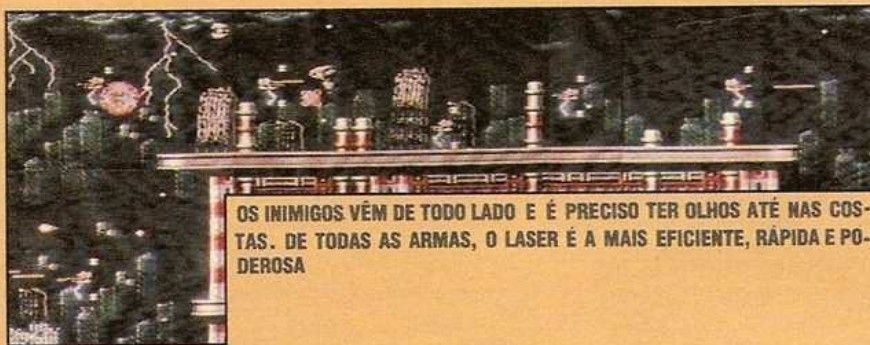 OS INIMIGOS VÊM DE TODO LADO E É PRECISO TER OLHOS ATÉ NAS COS-
TAS. DE TODAS AS ARMAS, O LASER É A MAIS EFICIENTE, RÁPIDA E PO-
DEROSA